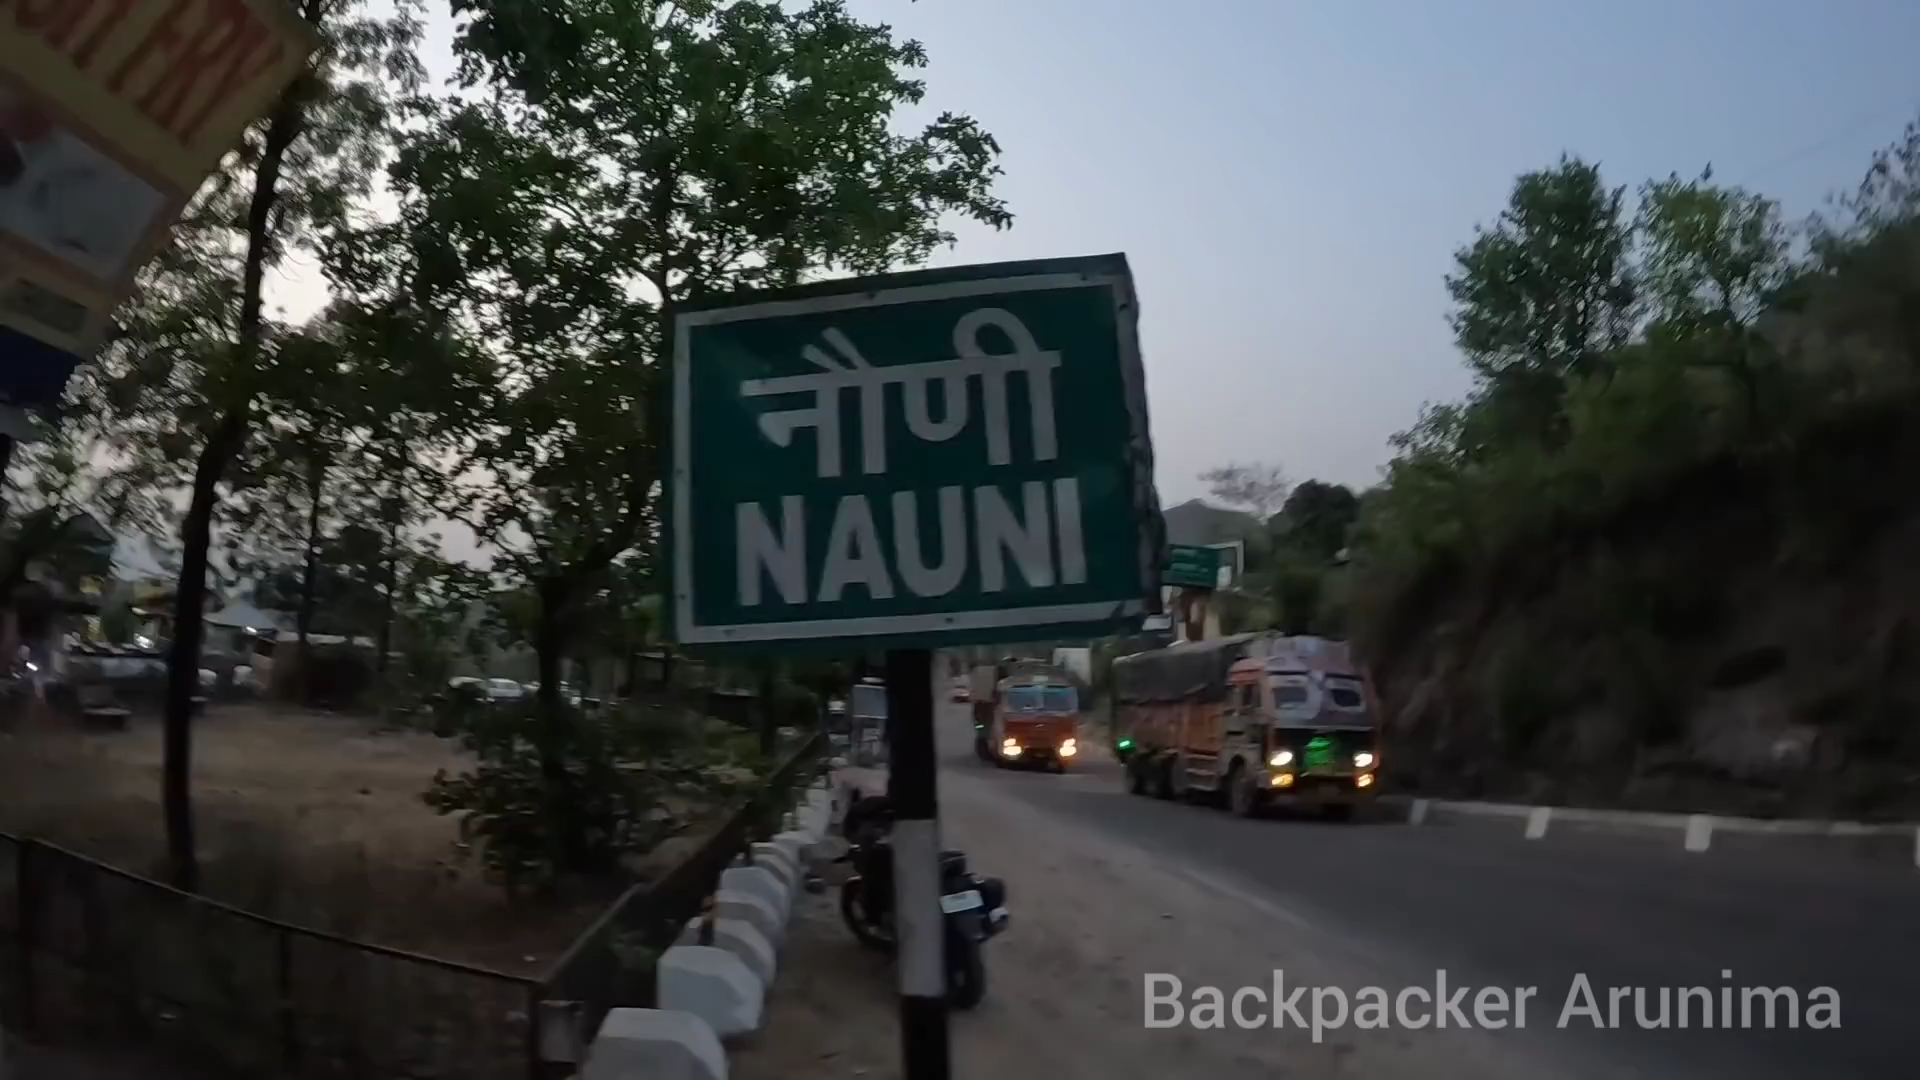 नौणी
NAUNI
Backpacker Arunima